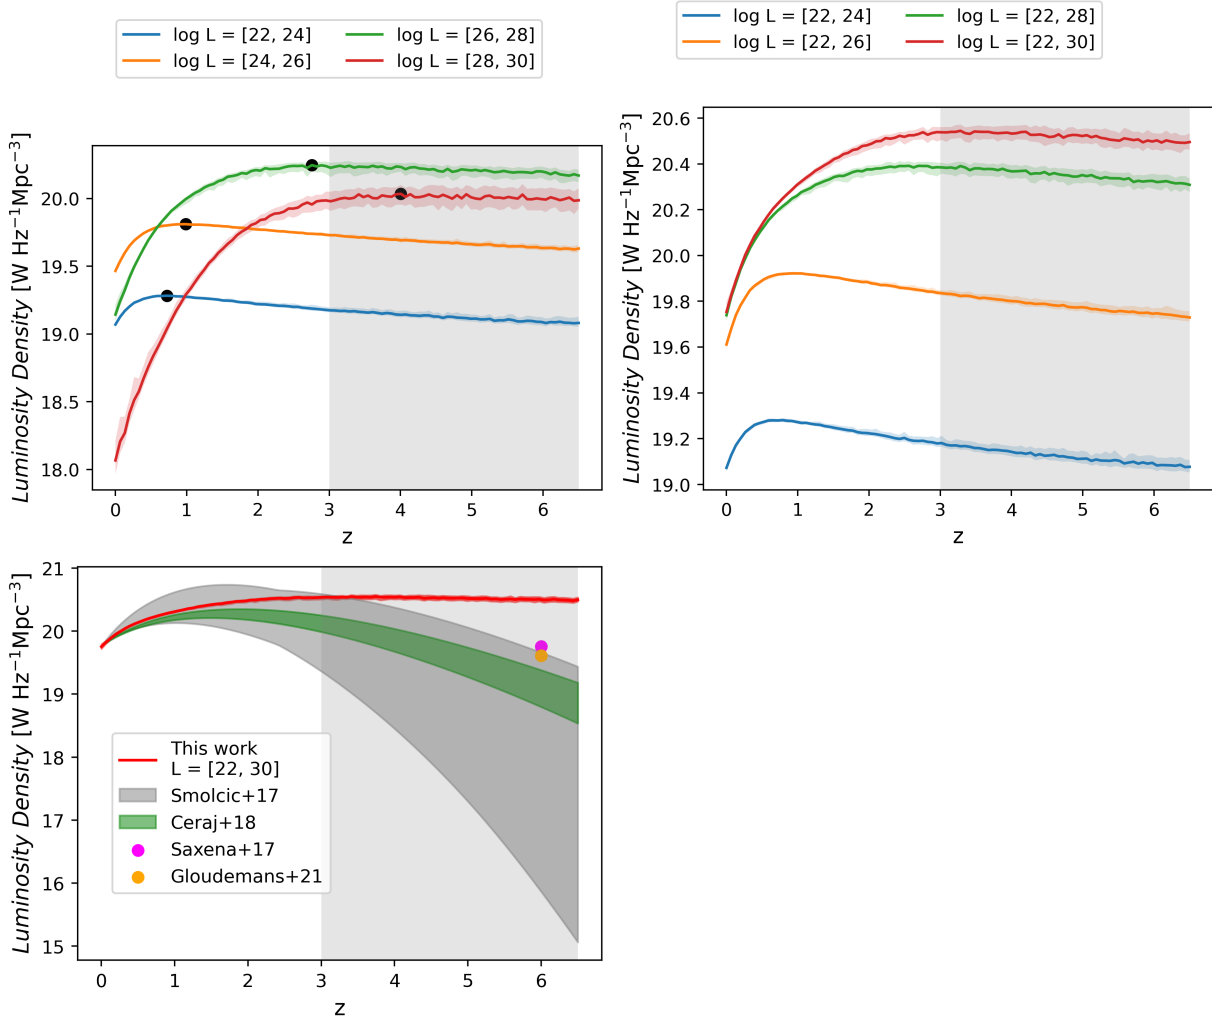 log L = [22, 24]
log L = [24, 26]
log L = [26, 28]
log L = [28, 30]
Luminosity Density [W Hz⁻¹Mpc⁻³]
20.0
19.5
19.0
18.5
18.0
0 1 2 3 4 5 6
z
log L = [22, 24]
log L = [22, 26]
log L = [22, 28]
log L = [22, 30]
Luminosity Density [W Hz⁻¹Mpc⁻³]
20.6
20.4
20.2
20.0
19.8
19.6
19.4
19.2
19.0
0 1 2 3 4 5 6
z
Luminosity Density [W Hz⁻¹Mpc⁻³]
21
20
19
18
17
16
15
This work
L = [22, 30]
Smolcic+17
Ceraj+18
Saxena+17
Gloudemans+21
0 1 2 3 4 5 6
z